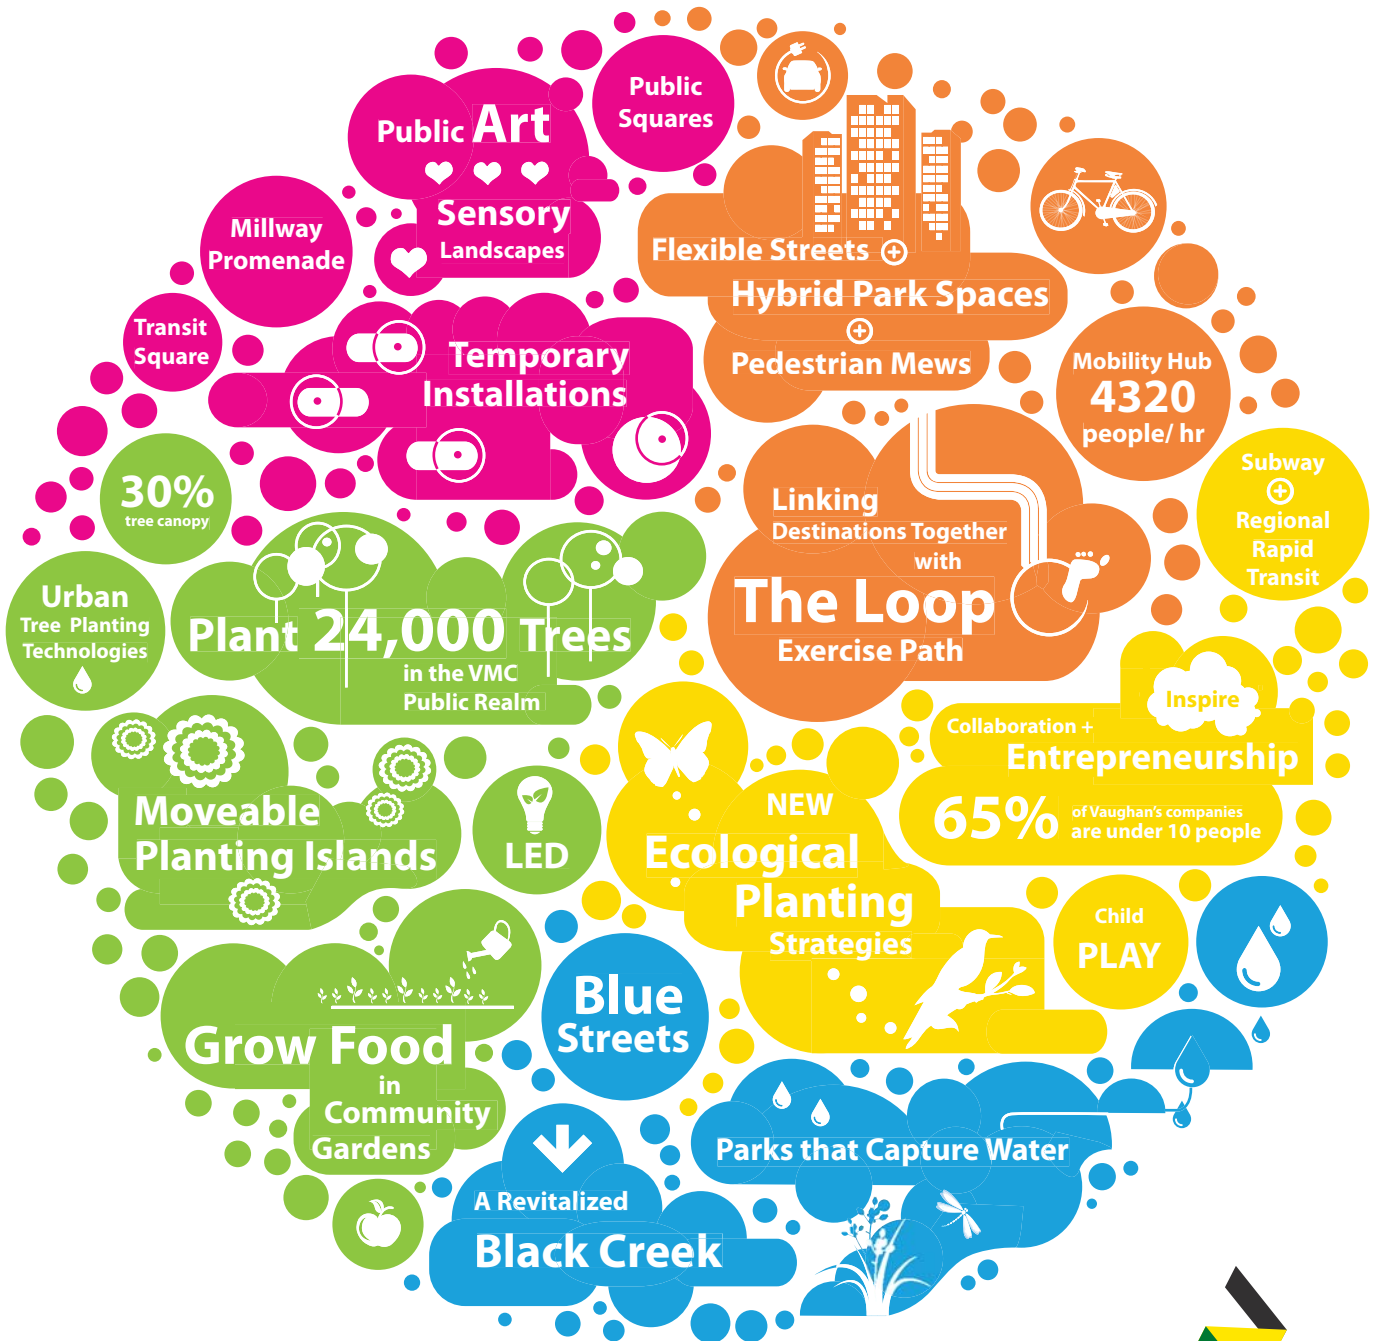 Public Art
Sensory
Landscapes
Public
Squares
Millway
Promenade
Transit
Square
Temporary
Installations
Flexible Streets +
Hybrid Park Spaces
+
Pedestrian Mews
Mobility Hub
4320
people/ hr
Linking
Destinations Together
with
The Loop
Exercise Path
Subway
+
Regional
Rapid
Transit
30%
tree canopy
Urban
Tree Planting
Technologies
Plant 24,000 Trees
in the VMC
Public Realm
Moveable
Planting Islands
LED
Inspire
Collaboration +
Entrepreneurship
65% of Vaughan's companies
are under 10 people
NEW
Ecological
Planting
Strategies
Child
PLAY
Grow Food
in
Community
Gardens
Blue
Streets
Parks that Capture Water
A Revitalized
Black Creek